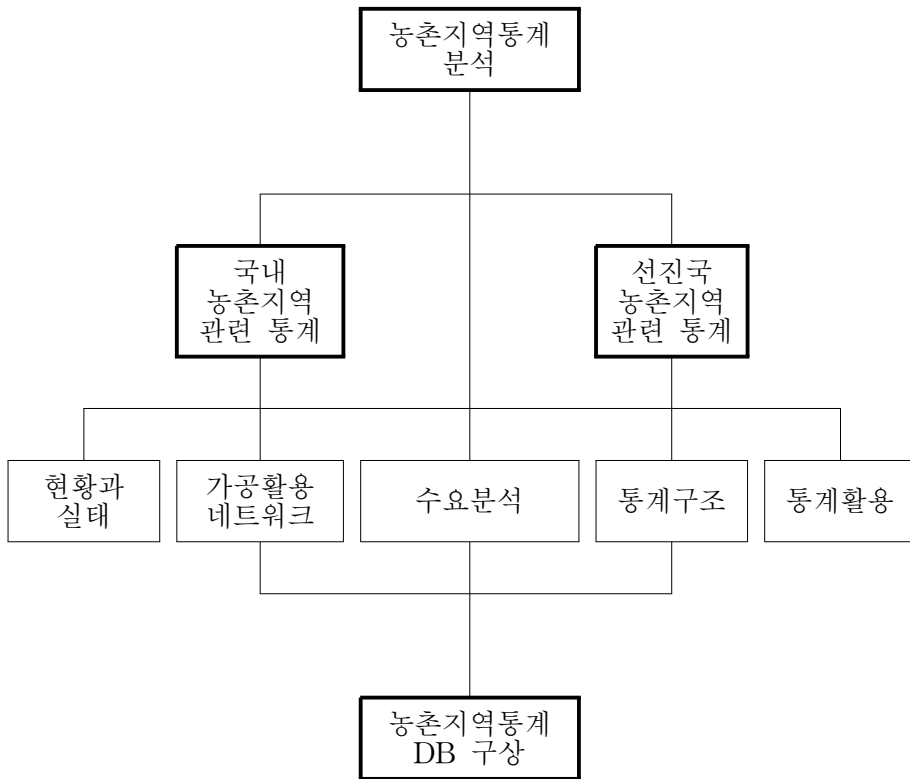 농촌지역통계
분석
국내
농촌지역
관련 통계
선진국
농촌지역
관련 통계
현황과
실태
가공활용
네트워크
수요분석
통계구조
통계활용
농촌지역통계
DB 구상